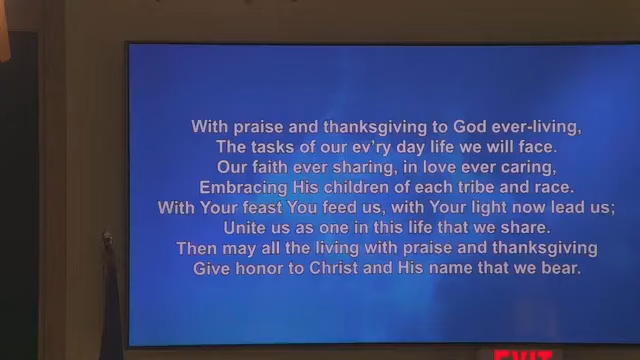 With praise and thanksgiving to God ever-living,
The tasks of our ev'ry day life we will face.
Our faith ever sharing, in love ever caring,
Embracing His children of each tribe and race.
With Your feast You feed us, with Your light now lead us;
Unite us as one in this life that we share.
Then may all the living with praise and thanksgiving
Give honor to Christ and His name that we bear.
EXIT